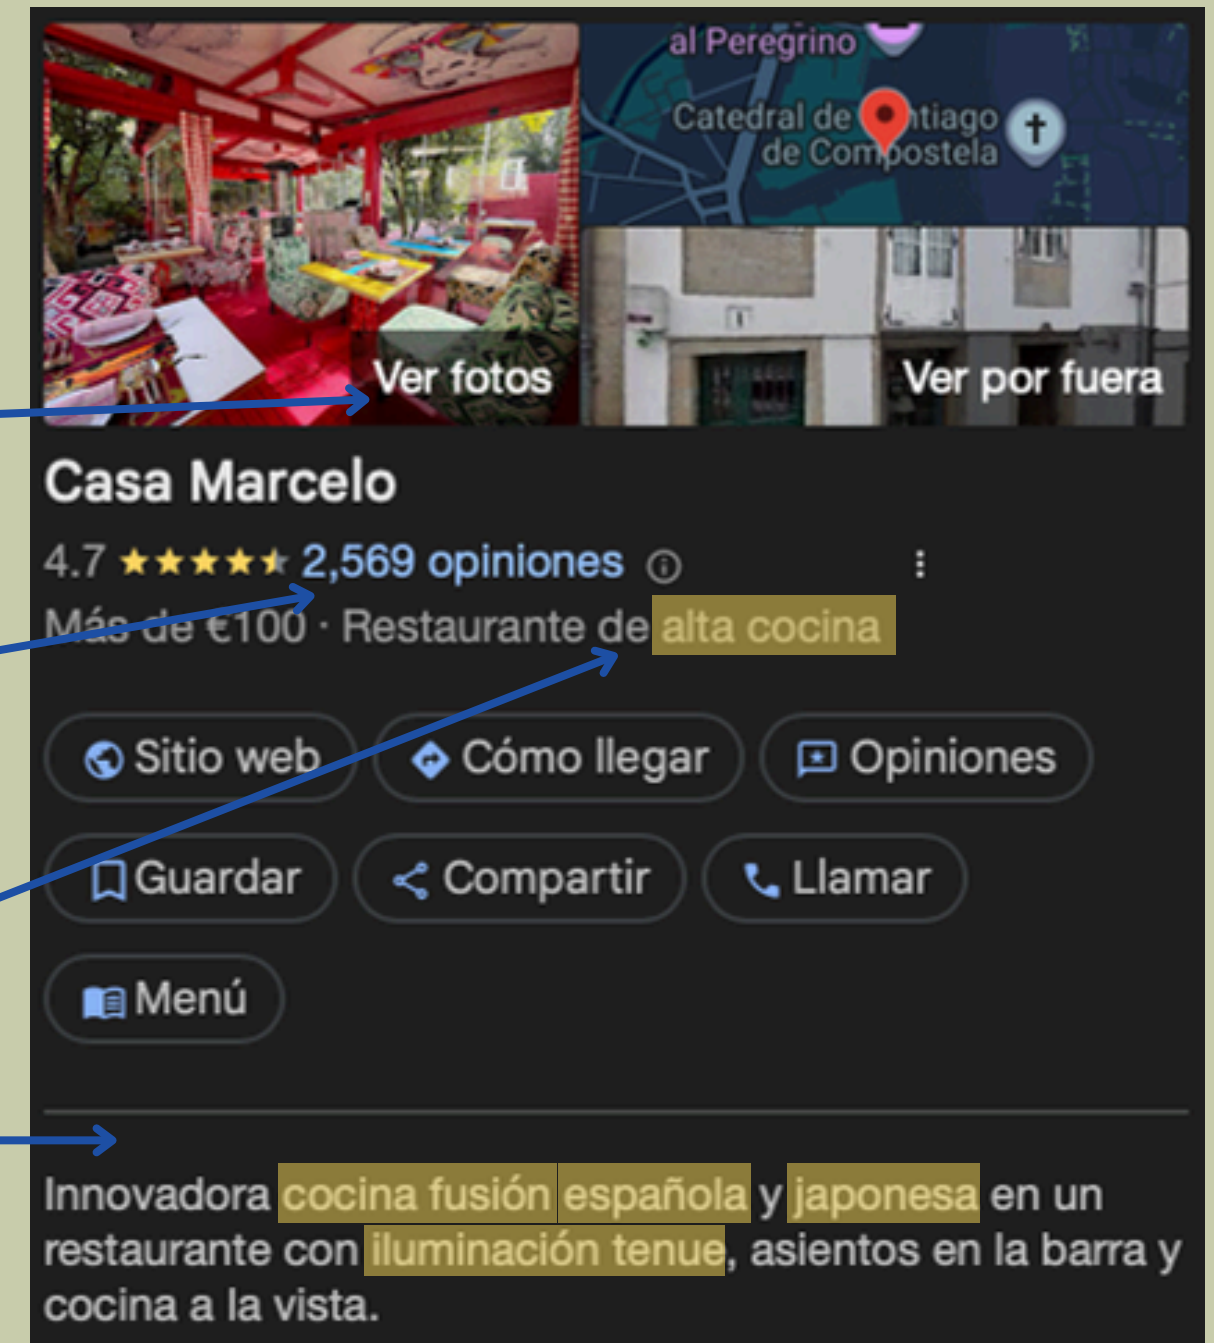 al Peregrino
Catedral de ntiago
de Compostela
Ver fotos
Ver por fuera
Casa Marcelo
4.7 2,569 opiniones
Más de €100 · Restaurante de alta cocina
Sitio web
Cómo llegar
Opiniones
Guardar
Compartir
Llamar
Menú
Innovadora cocina fusión española y japonesa en un
restaurante con iluminación tenue, asientos en la barra y
cocina a la vista.